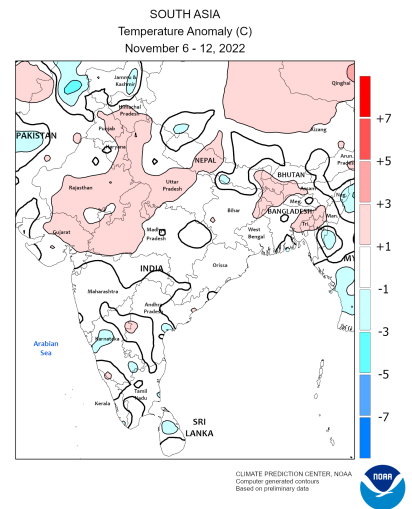 SOUTH ASIA
Temperature Anomaly (C)
November 6 - 12, 2022
Jammu &
Kashmir
Qinghai
Himachal
Pradesh
Punjab
Xizang
PAKISTAN
Haryana
NEPAL
Arun.
Pradesh
BHUTAN
Rajasthan
Uttar
Pradesh
Assam
Nag.
Meg.
Bihar
BANGLADESH
Man.
Tri.
Gujarat
Madhya
Pradesh
West
Bengal
MY
INDIA
Orissa
Maharashtra
Andhra
Pradesh
Karnataka
Arabian
Sea
Tamil
Nadu
Kerala
SRI
LANKA
+7
+5
+3
+1
-1
-3
-5
-7
CLIMATE PREDICTION CENTER, NOAA
Computer generated contours
Based on preliminary data
NOAA